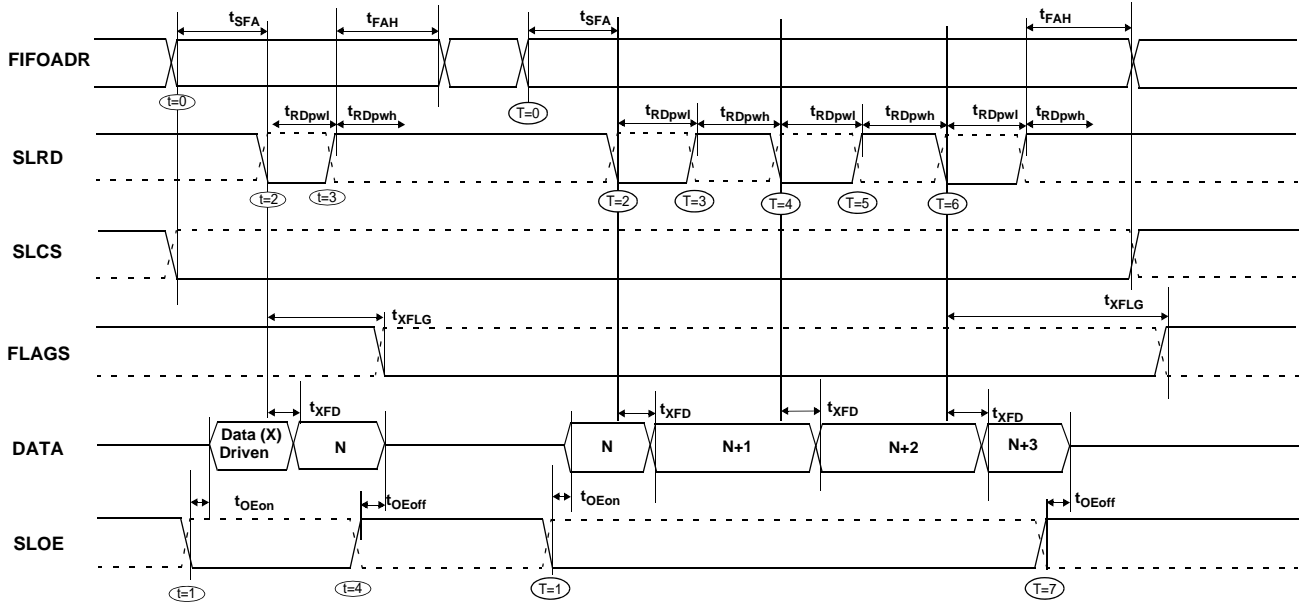 tSFA tFAH tSFA tFAH
FIFOADR
t=0 T=0
tRDpwl tRDpwh tRDpwl tRDpwh tRDpwl tRDpwh tRDpwl tRDpwh
SLRD
t=2 t=3 T=2 T=3 T=4 T=5 T=6
SLCS
tXFLG tXFLG
FLAGS
tXFD tXFD tXFD tXFD
DATA
Data (X)
Driven
N N N+1 N+2 N+3
tOEon tOEoff tOEon tOEoff
SLOE
t=1 t=4 T=1 T=7